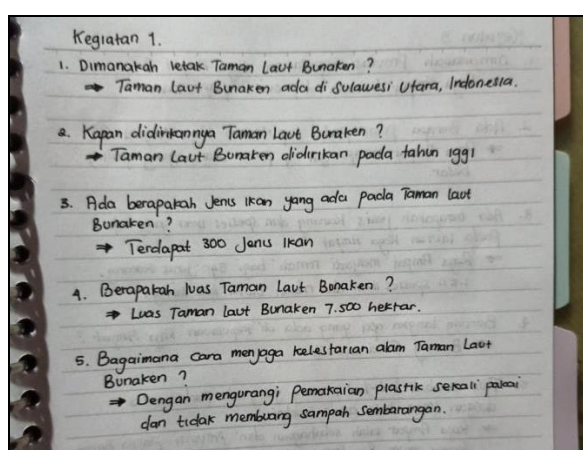 Kegiatan 1.
1. Dimanakah letak Taman Laut Bunaken ?
→ Taman Laut Bunaken ada di Sulawesi Utara, Indonesia.
2. Kapan didirikannya Taman Laut Bunaken ?
→ Taman Laut Bunaken didirikan pada tahun 1991
3. Ada berapakah Jenis Ikan yang ada pada Taman laut
Bunaken ?
→ Terdapat 300 Jenis Ikan
4. Berapakah luas Taman Laut Bonaken ?
→ Luas Taman Laut Bunaken 7.500 hektar.
5. Bagaimana cara menjaga kelestarian alam Taman Laut
Bunaken ?
→ Dengan mengurangi pemakaian plastik sekali pakai
dan tidak membuang sampah sembarangan.